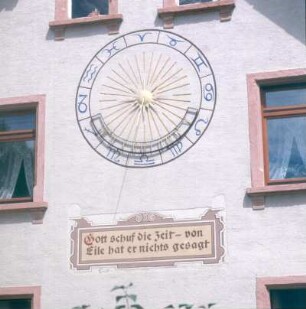 Gott schuf die Zeit – von
Eile hat er nichts gesagt